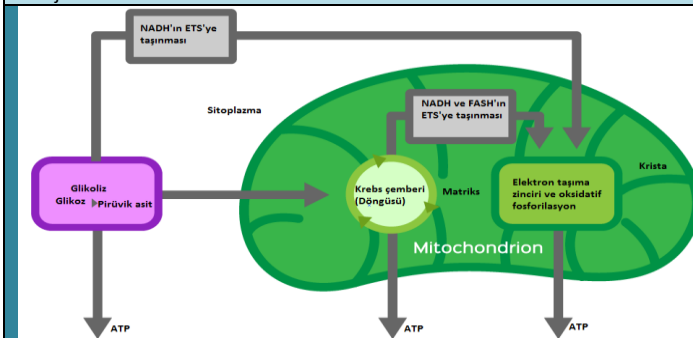 NADH'ın ETS'ye
taşınması
NADH ve FASH'ın
ETS'ye taşınması
Sitoplazma
Krista
Glikoliz
Glikoz Pirüvik asit
Krebs çemberi
(Döngüsü)
Matriks
Elektron taşıma
zinciri ve oksidatif
fosforilasyon
Mitochondrion
ATP
ATP
ATP